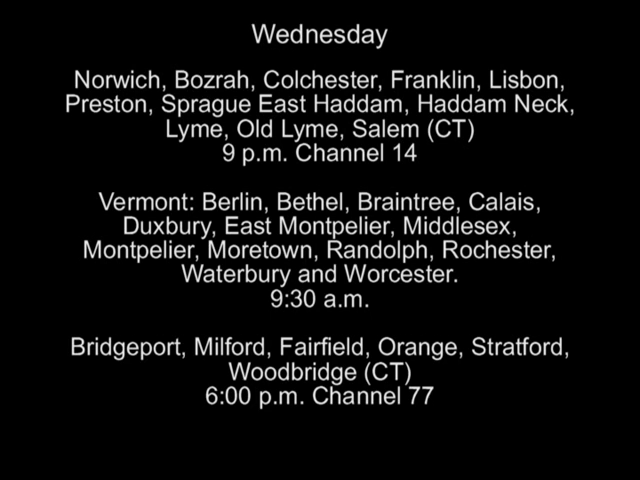 Wednesday
Norwich, Bozrah, Colchester, Franklin, Lisbon,
Preston, Sprague East Haddam, Haddam Neck,
Lyme, Old Lyme, Salem (CT)
9 p.m. Channel 14
Vermont: Berlin, Bethel, Braintree, Calais,
Duxbury, East Montpelier, Middlesex,
Montpelier, Moretown, Randolph, Rochester,
Waterbury and Worcester.
9:30 a.m.
Bridgeport, Milford, Fairfield, Orange, Stratford,
Woodbridge (CT)
6:00 p.m. Channel 77